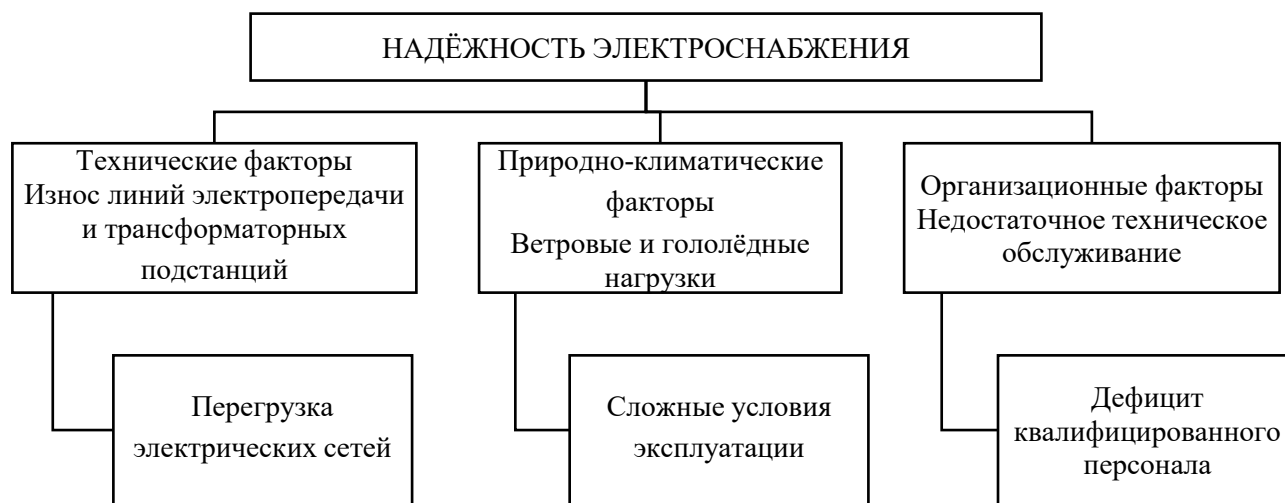 НАДЁЖНОСТЬ ЭЛЕКТРОСНАБЖЕНИЯ
Технические факторы
Износ линий электропередачи
и трансформаторных
подстанций
Природно-климатические
факторы
Ветровые и гололёдные
нагрузки
Организационные факторы
Недостаточное техническое
обслуживание
Перегрузка
электрических сетей
Сложные условия
эксплуатации
Дефицит
квалифицированного
персонала